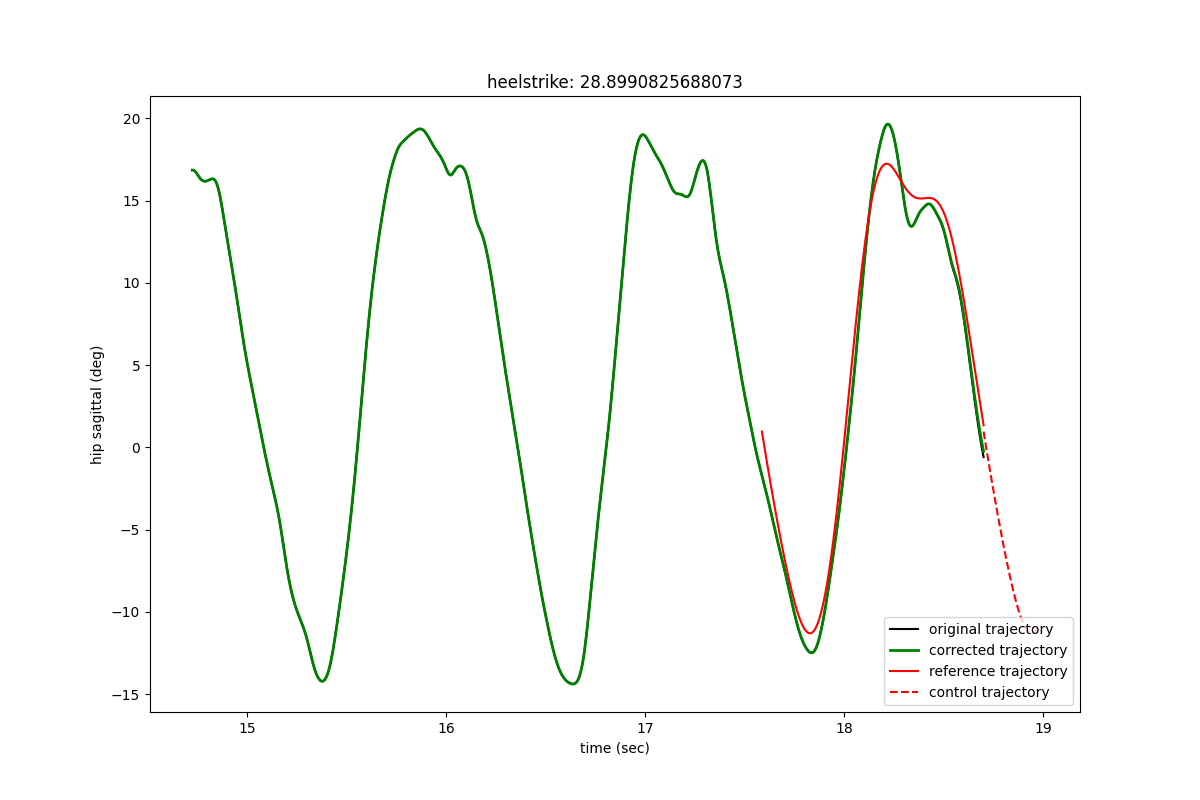 heelstrike: 28.8990825688073
20
15
10
5
0
−5
−10
−15
hip sagittal (deg)
15
16
17
18
19
time (sec)
original trajectory
corrected trajectory
reference trajectory
control trajectory